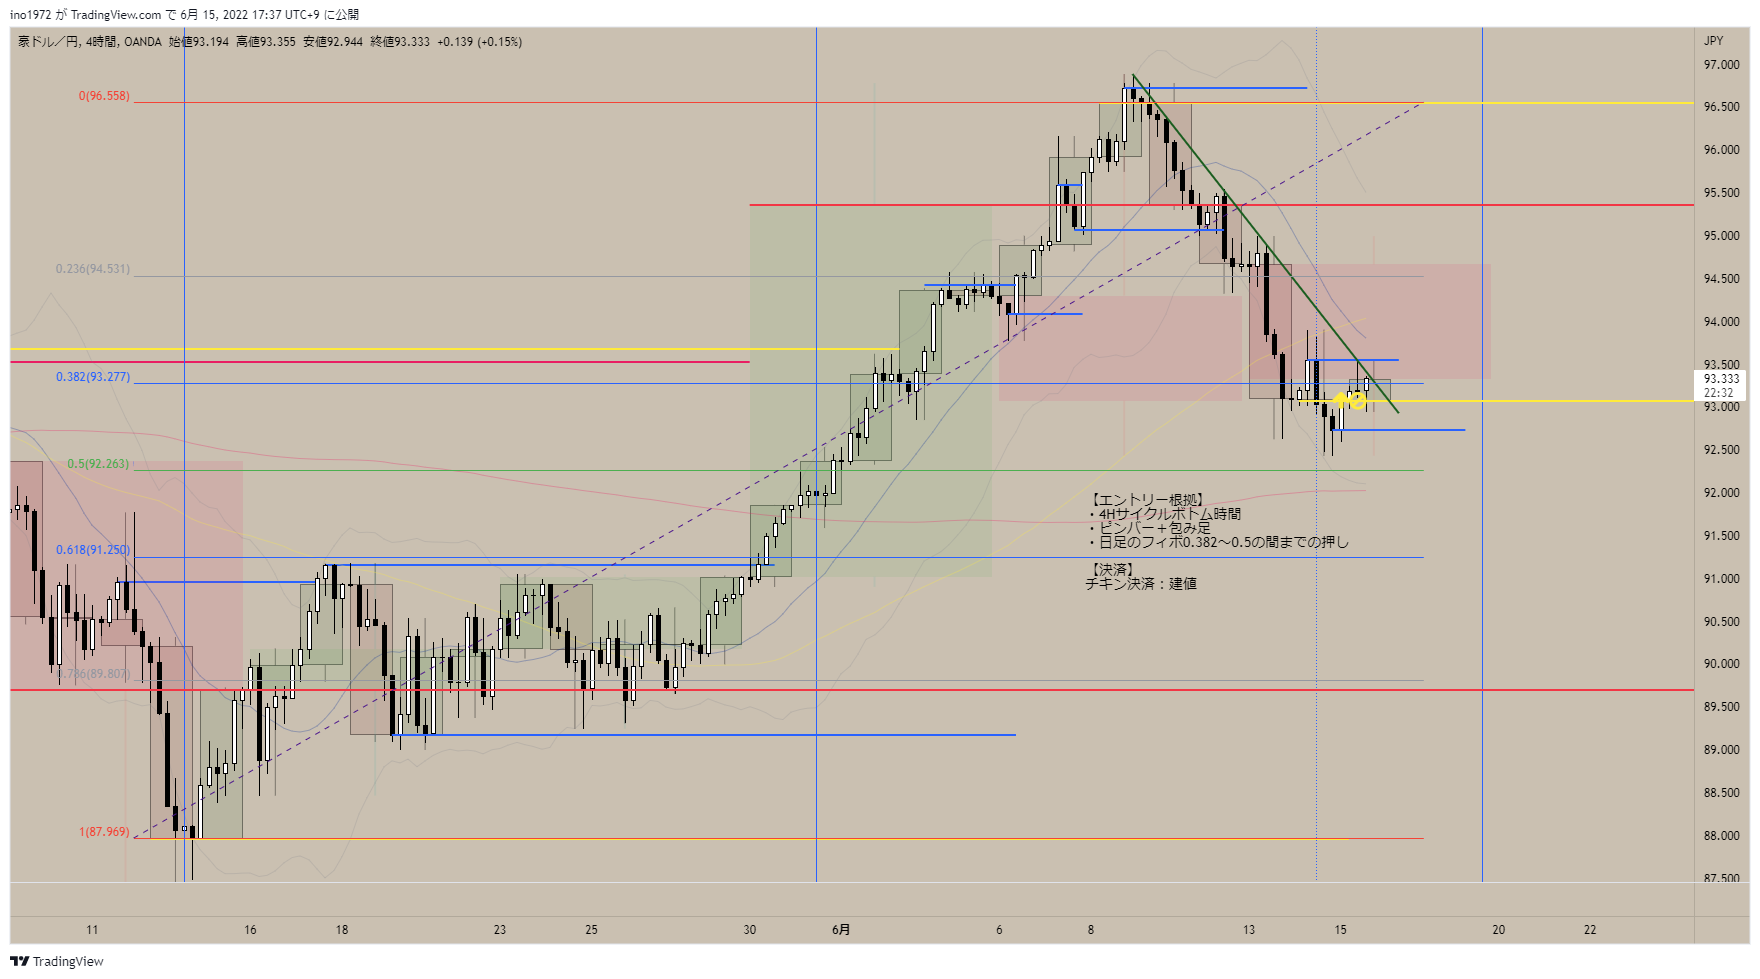 ino1972 が TradingView.com で 6月 15, 2022 17:37 UTC+9 に公開
豪ドル／円, 4時間, OANDA 始値93.194 高値93.355 安値92.944 終値93.333 +0.139 (+0.15%)
JPY
97.000
0(96.558)
96.500
96.000
95.500
95.000
0.236(94.531)
94.500
94.000
93.500
0.382(93.277)
93.333
22:32
93.000
92.500
0.5(92.263)
92.000
【エントリー根拠】
・4Hサイクルボトム時間
・ピンバー＋包み足
・日足のフィボ0.382～0.5の間までの押し
91.500
0.618(91.250)
【決済】
チキン決済：建値
91.000
90.500
90.000
0.786(89.807)
89.500
89.000
88.500
1(87.969)
88.000
87.500
11 16 18 23 25 30 6月 6 8 13 15 20 22
TradingView